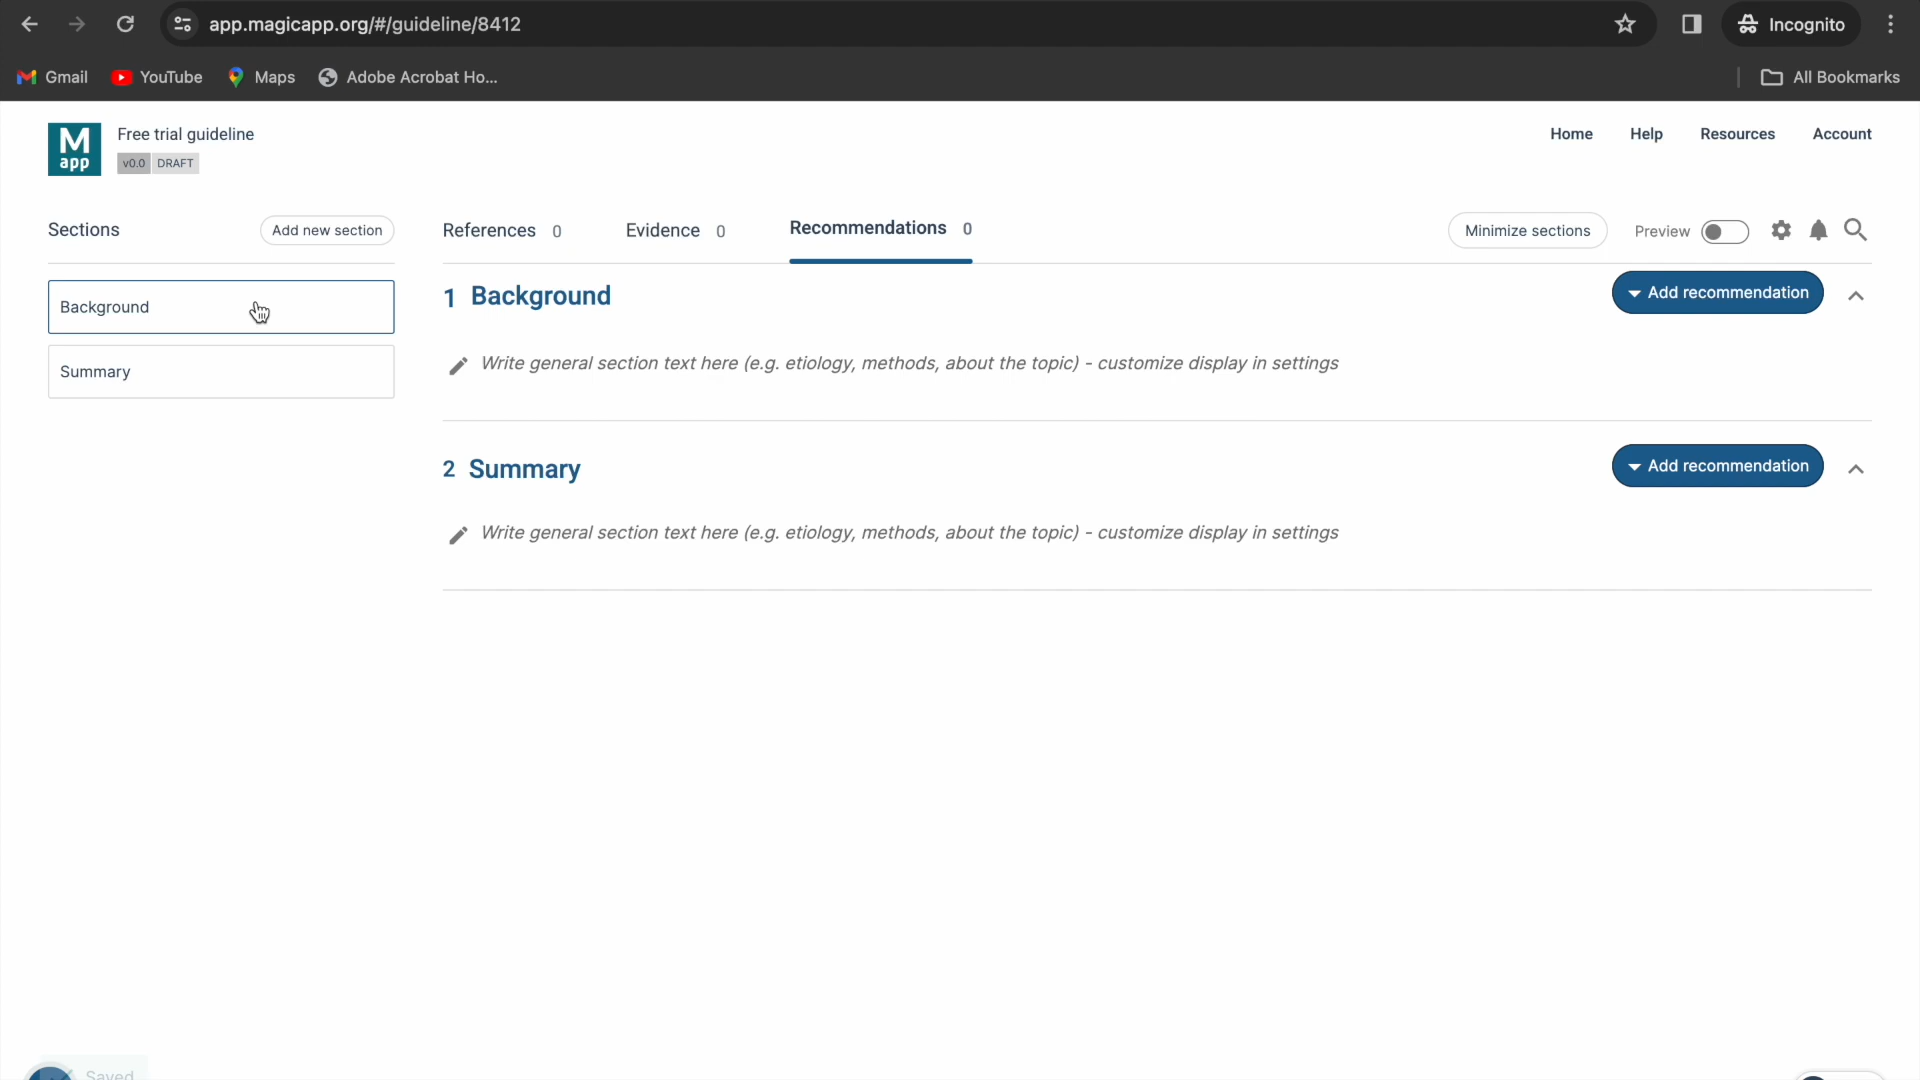 app.magicapp.org/#/guideline/8412
Incognito
Gmail YouTube Maps Adobe Acrobat Ho... All Bookmarks
M app
Free trial guideline
v0.0 DRAFT
Home Help Resources Account
Sections Add new section
References 0 Evidence 0 Recommendations 0
Minimize sections Preview
Background
Summary
1 Background
Add recommendation
Write general section text here (e.g. etiology, methods, about the topic) - customize display in settings
2 Summary
Add recommendation
Write general section text here (e.g. etiology, methods, about the topic) - customize display in settings
Saved